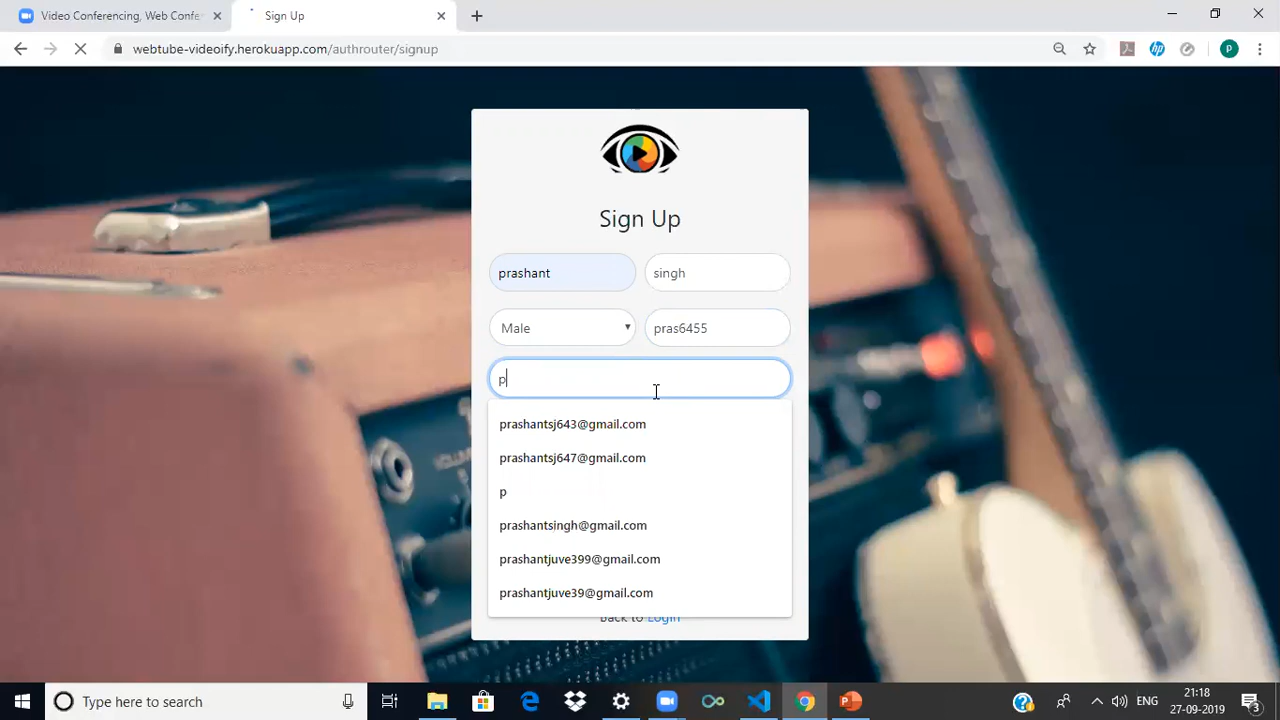 Video Conferencing, Web Confe
Sign Up
webtube-videoify.herokuapp.com/authrouter/signup
P
Sign Up
prashant
singh
Male
pras6455
p
prashantsj643@gmail.com
prashantsj647@gmail.com
p
prashantsingh@gmail.com
prashantjuve399@gmail.com
prashantjuve39@gmail.com
Back to Login
Type here to search
ENG
21:18
27-09-2019
3